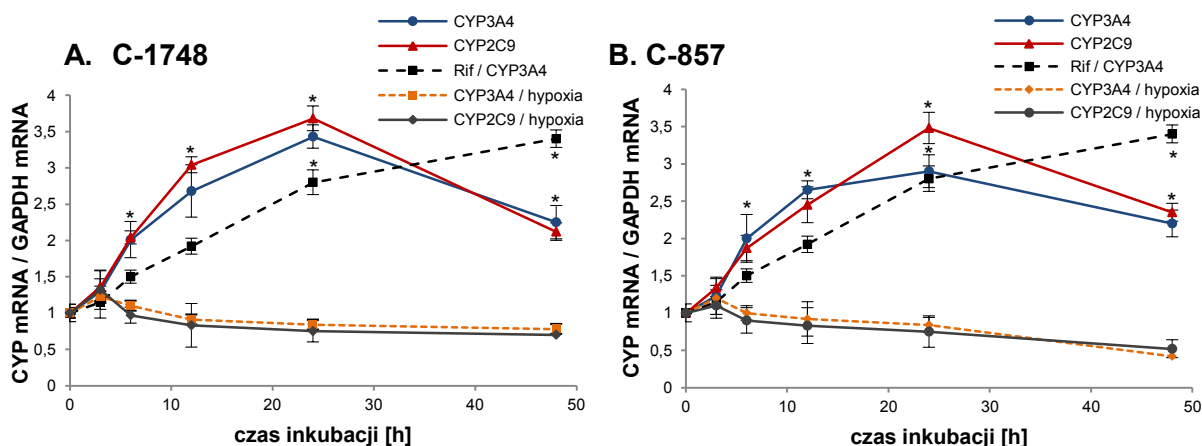 A. C-1748
CYP3A4
CYP2C9
Rif / CYP3A4
CYP3A4 / hypoxia
CYP2C9 / hypoxia
CYP mRNA / GAPDH mRNA
4
3,5
3
2,5
2
1,5
1
0,5
0
* * * * * *
0 10 20 30 40 50
czas inkubacji [h]
B. C-857
CYP3A4
CYP2C9
Rif / CYP3A4
CYP3A4 / hypoxia
CYP2C9 / hypoxia
CYP mRNA / GAPDH mRNA
4
3,5
3
2,5
2
1,5
1
0,5
0
* * * * * *
0 10 20 30 40 50
czas inkubacji [h]